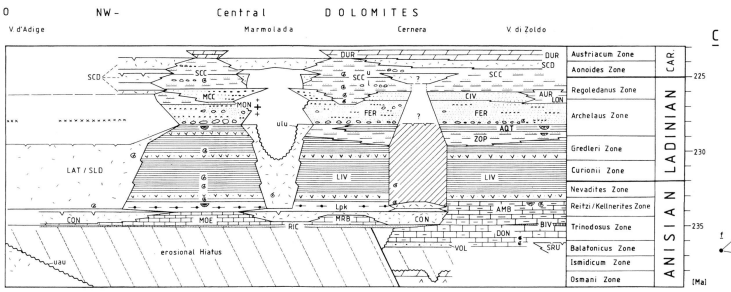 O NW- Central DOLOMITES
V. d'Adige Marmolada Cernera V. di Zoldo C
DUR DUR Austriacum Zone CAR.
SCD SCC u SCC SCD Aonoides Zone
? SCC 225
MCC CIV AUR LON Regoledanus Zone
MON FER ? FER Archelaus Zone LADINIAN
ulu AQT
ZOP Gredleri Zone
230
LAT / SLD LIV LIV Curionii Zone
Nevadites Zone
Lpk AMB Reitzi/Kellnerites Zone ANISIAN
CON MOE MRB CON BIV Trinodosus Zone
RIC DON 235
VOL SRU Balatonicus Zone f
erosional Hiatus
uau Ismidicum Zone
Osmani Zone [Ma]